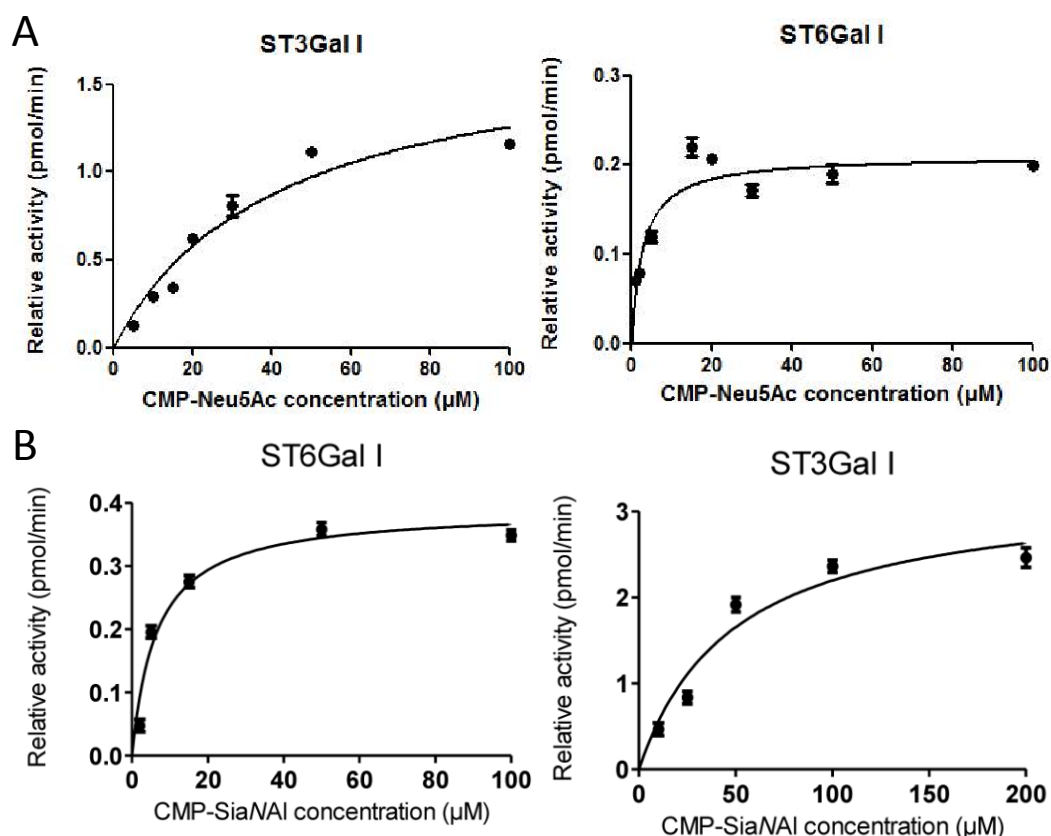 A
ST3Gal I
Relative activity (pmol/min)
1.5
1.0
0.5
0.0
0 20 40 60 80 100
CMP-Neu5Ac concentration (µM)
ST6Gal I
Relative activity (pmol/min)
0.3
0.2
0.1
0.0
0 20 40 60 80 100
CMP-Neu5Ac concentration (µM)
B
ST6Gal I
Relative activity (pmol/min)
0.4
0.3
0.2
0.1
0.0
0 20 40 60 80 100
CMP-SiaNAl concentration (µM)
ST3Gal I
Relative activity (pmol/min)
3
2
1
0
0 50 100 150 200
CMP-SiaNAl concentration (µM)